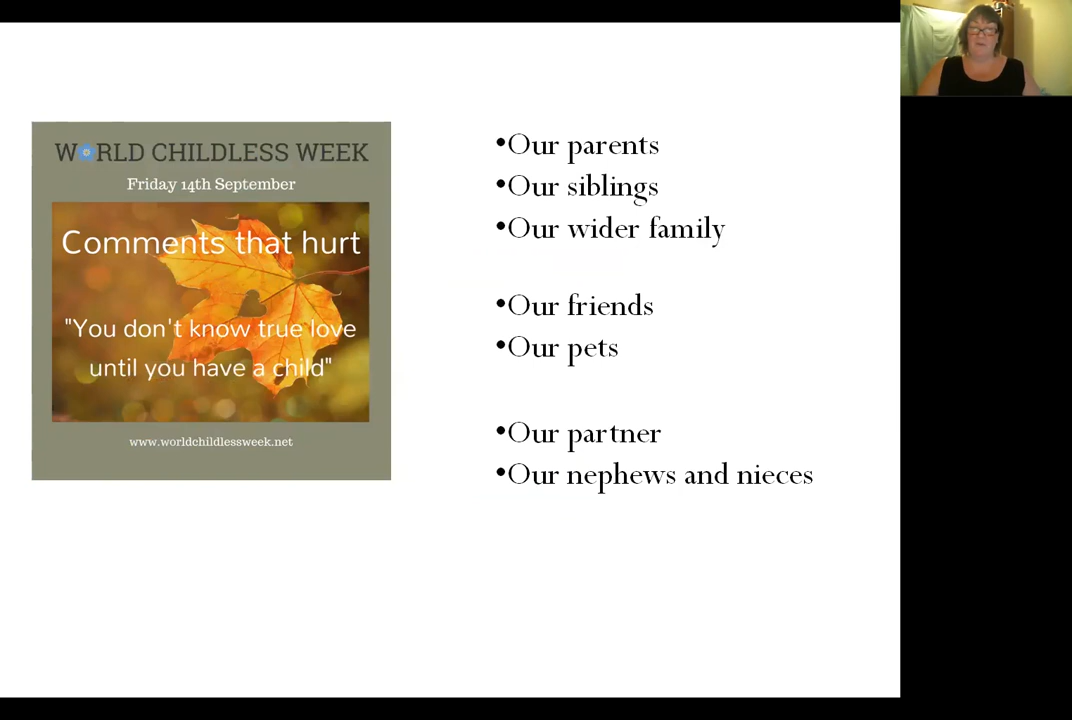 WORLD CHILDLESS WEEK
Friday 14th September
Comments that hurt
"You don't know true love
until you have a child"
www.worldchildlessweek.net
•Our parents
•Our siblings
•Our wider family
•Our friends
•Our pets
•Our partner
•Our nephews and nieces